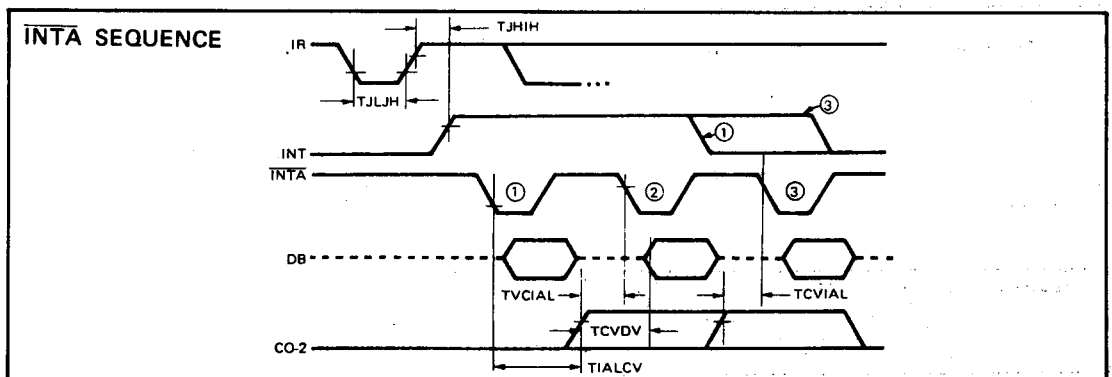 INTA SEQUENCE
IR
TJHIH
TJLJH
INT
① ③
INTA
① ② ③
DB
TVCIAL
TCVIAL
TCVDV
CO-2
TIALCV